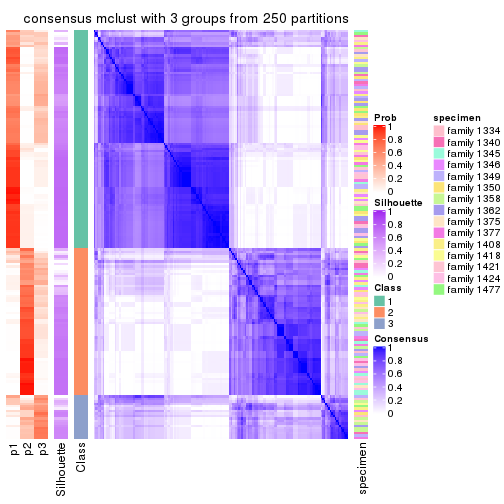 consensus mclust with 3 groups from 250 partitions
Prob
1
0.8
0.6
0.4
0.2
0
Silhouette
1
0.8
0.6
0.4
0.2
0
Class
1
2
3
Consensus
1
0.8
0.6
0.4
0.2
0
specimen
family 1334
family 1340
family 1345
family 1346
family 1349
family 1350
family 1358
family 1362
family 1375
family 1377
family 1408
family 1418
family 1421
family 1424
family 1477
p1
p2
p3
Silhouette
Class
specimen